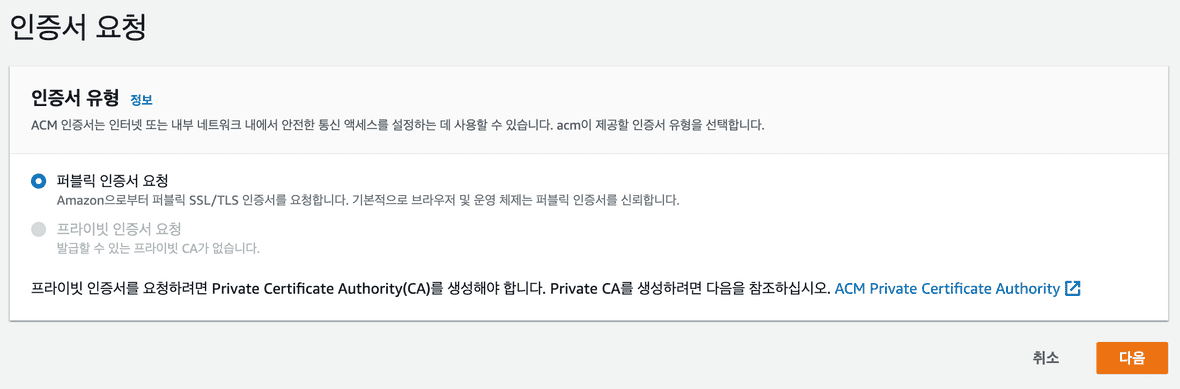 인증서 요청
인증서 유형 정보
ACM 인증서는 인터넷 또는 내부 네트워크 내에서 안전한 통신 액세스를 설정하는 데 사용할 수 있습니다. acm이 제공할 인증서 유형을 선택합니다.
퍼블릭 인증서 요청
Amazon으로부터 퍼블릭 SSL/TLS 인증서를 요청합니다. 기본적으로 브라우저 및 운영 체제는 퍼블릭 인증서를 신뢰합니다.
프라이빗 인증서 요청
발급할 수 있는 프라이빗 CA가 없습니다.
프라이빗 인증서를 요청하려면 Private Certificate Authority(CA)를 생성해야 합니다. Private CA를 생성하려면 다음을 참조하십시오. ACM Private Certificate Authority
취소 다음